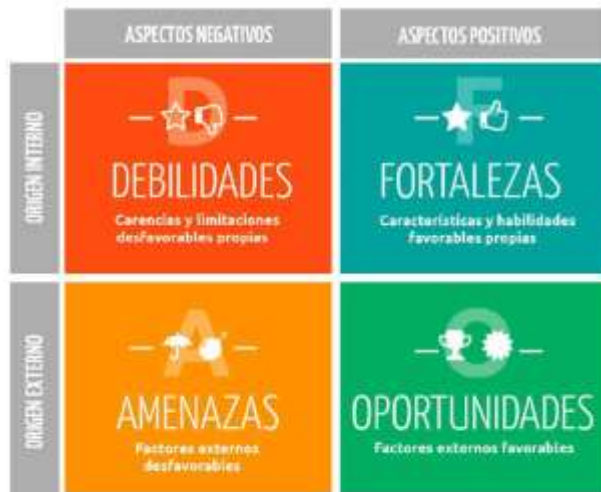 ASPECTOS NEGATIVOS
ASPECTOS POSITIVOS
ORIGEN INTERNO
D
DEBILIDADES
Carencias y limitaciones
desfavorables propias
F
FORTALEZAS
Características y habilidades
favorables propias
ORIGEN EXTERNO
A
AMENAZAS
Factores externos
desfavorables
O
OPORTUNIDADES
Factores externos favorables